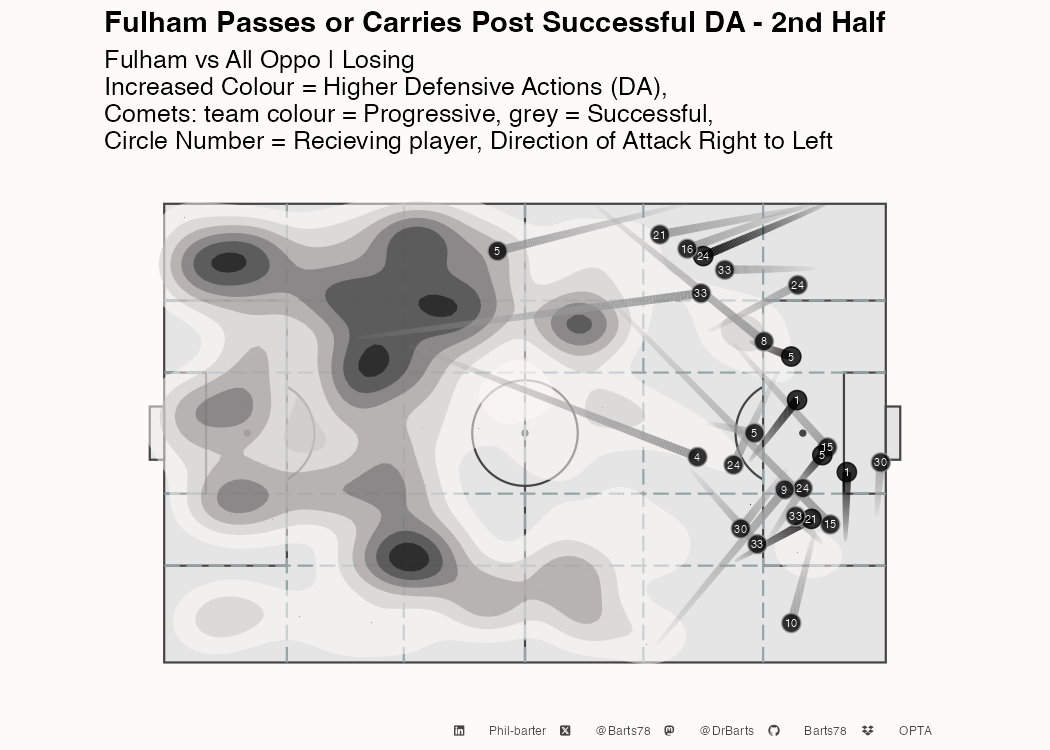 Fulham Passes or Carries Post Successful DA - 2nd Half
Fulham vs All Oppo | Losing
Increased Colour = Higher Defensive Actions (DA),
Comets: team colour = Progressive, grey = Successful,
Circle Number = Recieving player, Direction of Attack Right to Left
21
5
16
24
33
24
33
8
5
1
5
15
5
4
24
30
1
9
24
33
21
15
30
33
10
Phil-barter
@Barts78
@DrBarts
Barts78
OPTA